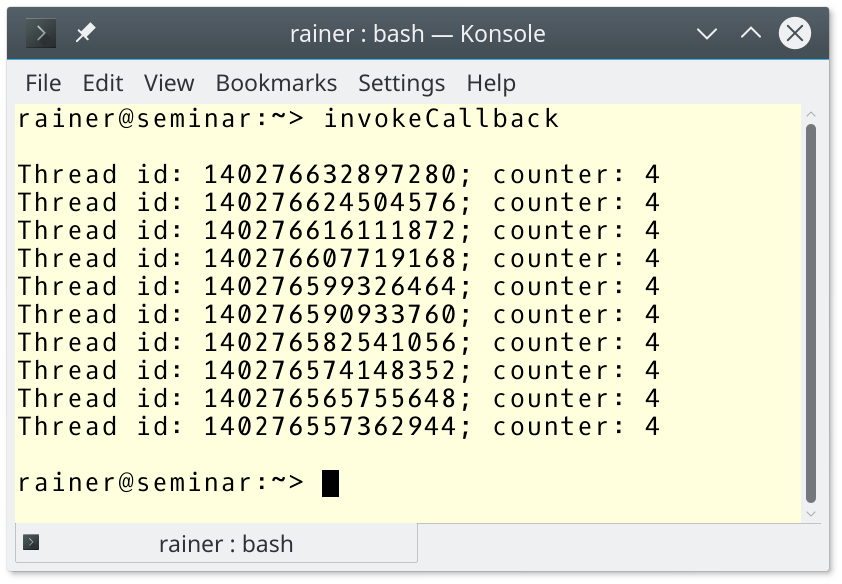 rainer : bash — Konsole
File Edit View Bookmarks Settings Help
rainer@seminar:~> invokeCallback
Thread id: 140276632897280; counter: 4
Thread id: 140276624504576; counter: 4
Thread id: 140276616111872; counter: 4
Thread id: 140276607719168; counter: 4
Thread id: 140276599326464; counter: 4
Thread id: 140276590933760; counter: 4
Thread id: 140276582541056; counter: 4
Thread id: 140276574148352; counter: 4
Thread id: 140276565755648; counter: 4
Thread id: 140276557362944; counter: 4
rainer@seminar:~>
rainer : bash